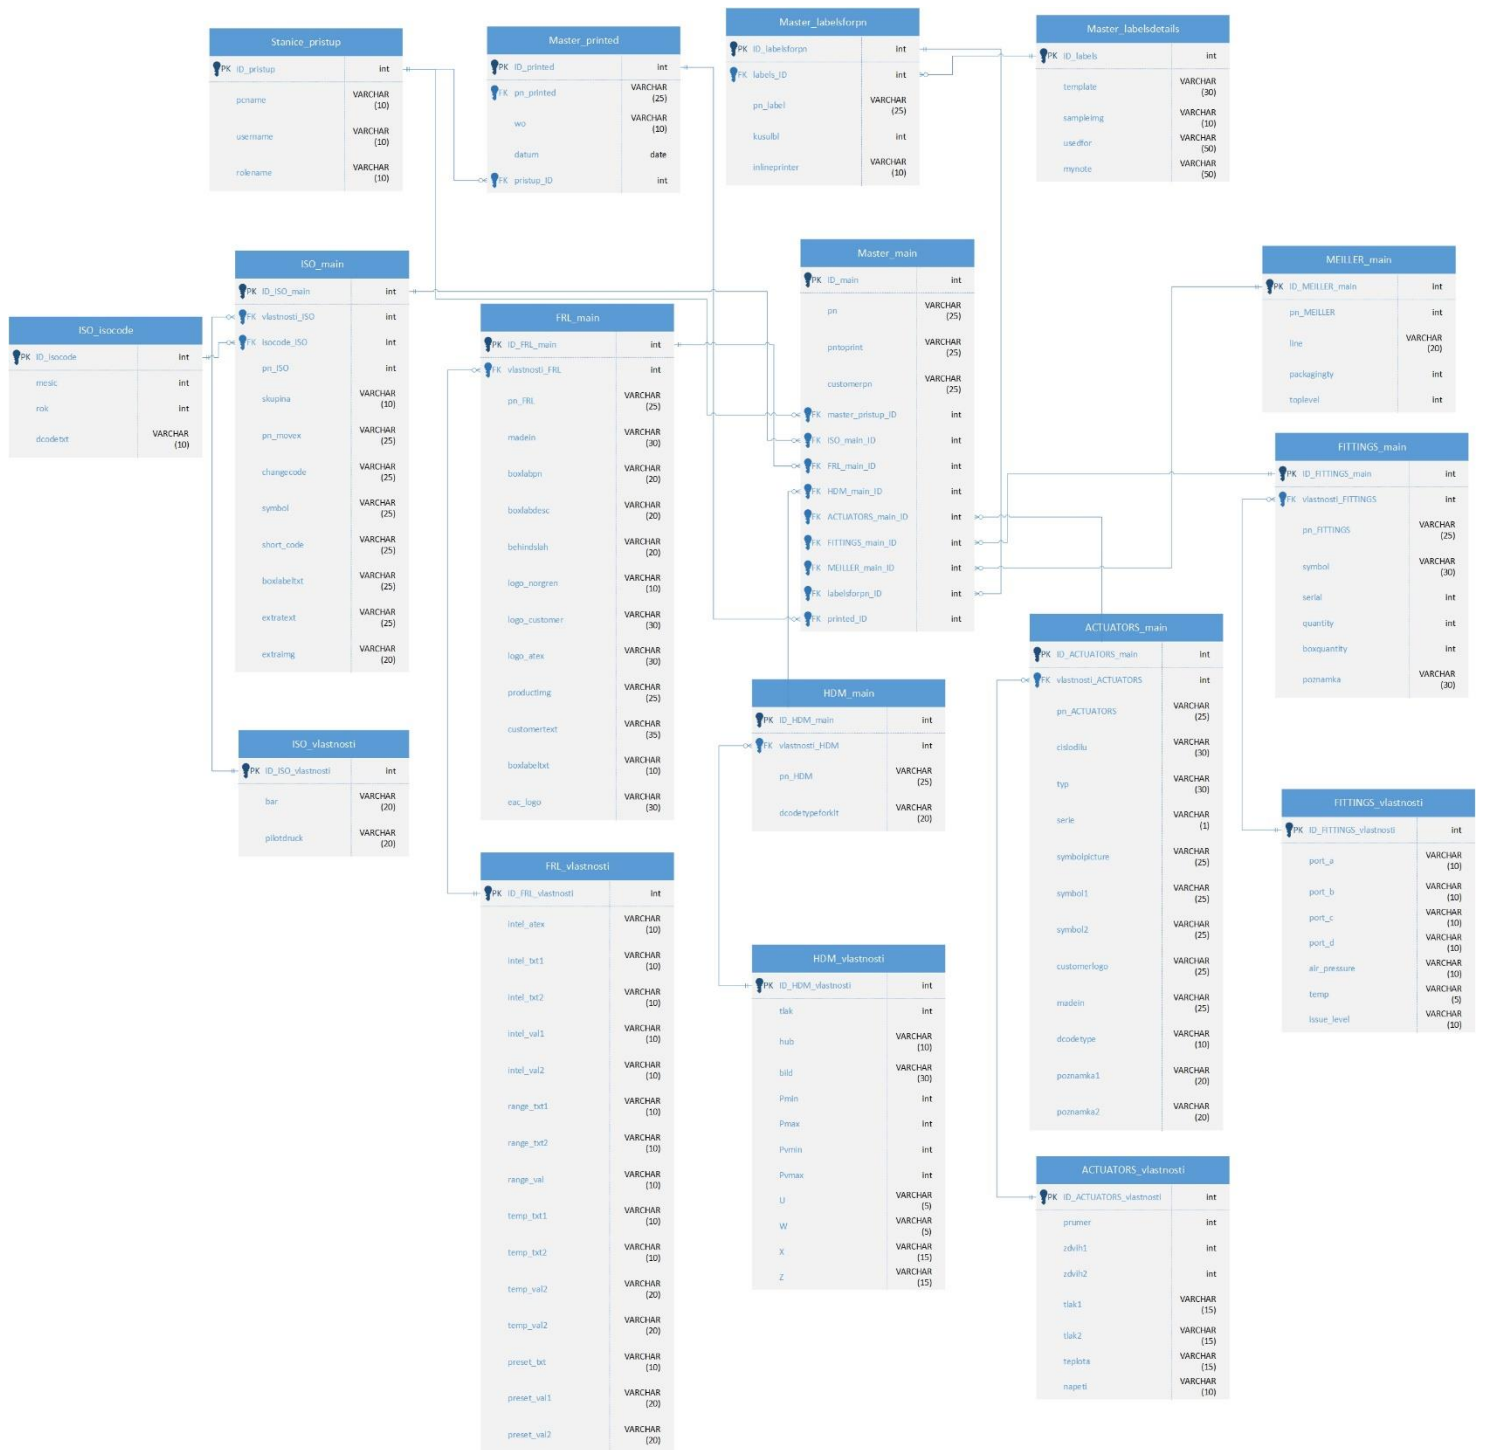 Stanice_pristup
PK ID_pristup int
pcname VARCHAR
(10)
username VARCHAR
(10)
rolename VARCHAR
(10)
Master_printed
PK ID_printed int
FK pn_printed VARCHAR
(25)
wo VARCHAR
(10)
datum date
FK pristup_ID int
Master_labelsforpn
PK ID_labelsforpn int
FK labels_ID int
pn_label VARCHAR
(25)
kusulbl int
inlineprinter VARCHAR
(10)
Master_labelsdetails
PK ID_labels int
template VARCHAR
(30)
sampleimg VARCHAR
(10)
usedfor VARCHAR
(50)
mynote VARCHAR
(50)
ISO_isocode
PK ID_isocode int
mesic int
rok int
dcodetxt VARCHAR
(10)
ISO_main
PK ID_ISO_main int
FK vlastnosti_ISO int
FK Isocode_ISO int
pn_ISO int
skupina VARCHAR
(10)
pn_movex VARCHAR
(25)
changecode VARCHAR
(25)
symbol VARCHAR
(25)
short_code VARCHAR
(25)
boxlabeltxt VARCHAR
(25)
extratext VARCHAR
(25)
extraimg VARCHAR
(20)
FRL_main
PK ID_FRL_main int
FK vlastnosti_FRL int
pn_FRL VARCHAR
(25)
madein VARCHAR
(30)
boxlabpn VARCHAR
(20)
boxlabdesc VARCHAR
(20)
behindslah VARCHAR
(20)
logo_norgren VARCHAR
(10)
logo_customer VARCHAR
(30)
logo_atex VARCHAR
(30)
productimg VARCHAR
(25)
customertext VARCHAR
(35)
boxlabeltxt VARCHAR
(10)
eac_logo VARCHAR
(30)
Master_main
PK ID_main int
pn VARCHAR
(25)
pntoprint VARCHAR
(25)
customerpn VARCHAR
(25)
FK master_pristup_ID int
FK ISO_main_ID int
FK FRL_main_ID int
FK HDM_main_ID int
FK ACTUATORS_main_ID int
FK FITTINGS_main_ID int
FK MEILLER_main_ID int
FK labelsforpn_ID int
FK printed_ID int
MEILLER_main
PK ID_MEILLER_main int
pn_MEILLER int
line VARCHAR
(20)
packagingty int
toplevel int
FITTINGS_main
PK ID_FITTINGS_main int
FK vlastnosti_FITTINGS int
pn_FITTINGS VARCHAR
(25)
symbol VARCHAR
(30)
serial int
quantity int
boxquantity int
poznamka VARCHAR
(30)
ACTUATORS_main
PK ID_ACTUATORS_main int
FK vlastnosti_ACTUATORS int
pn_ACTUATORS VARCHAR
(25)
cislodilu VARCHAR
(30)
typ VARCHAR
(30)
serie VARCHAR
(1)
symbolpicture VARCHAR
(25)
symbol1 VARCHAR
(25)
symbol2 VARCHAR
(25)
customerlogo VARCHAR
(25)
madein VARCHAR
(25)
dcodetype VARCHAR
(10)
poznamka1 VARCHAR
(20)
poznamka2 VARCHAR
(20)
HDM_main
PK ID_HDM_main int
FK vlastnosti_HDM int
pn_HDM VARCHAR
(25)
dcodetypeforklt VARCHAR
(20)
ISO_vlastnosti
PK ID_ISO_vlastnosti int
bar VARCHAR
(20)
pilotdruck VARCHAR
(20)
FITTINGS_vlastnosti
PK ID_FITTINGS_vlastnosti int
port_a VARCHAR
(10)
port_b VARCHAR
(10)
port_c VARCHAR
(10)
port_d VARCHAR
(10)
air_pressure VARCHAR
(10)
temp VARCHAR
(5)
Issue_level VARCHAR
(10)
FRL_vlastnosti
PK ID_FRL_vlastnosti int
intel_atex VARCHAR
(10)
intel_txt1 VARCHAR
(10)
intel_txt2 VARCHAR
(10)
intel_val1 VARCHAR
(10)
intel_val2 VARCHAR
(10)
range_txt1 VARCHAR
(10)
range_txt2 VARCHAR
(10)
range_val VARCHAR
(10)
temp_txt1 VARCHAR
(10)
temp_txt2 VARCHAR
(10)
temp_val2 VARCHAR
(20)
temp_val2 VARCHAR
(20)
preset_txt VARCHAR
(10)
preset_val1 VARCHAR
(20)
preset_val2 VARCHAR
(20)
HDM_vlastnosti
PK ID_HDM_vlastnosti int
tlak int
hub VARCHAR
(10)
bild VARCHAR
(30)
Pmin int
Pmax int
Pvmin int
Pvmax int
U VARCHAR
(5)
W VARCHAR
(5)
X VARCHAR
(15)
Z VARCHAR
(15)
ACTUATORS_vlastnosti
PK ID_ACTUATORS_vlastnosti int
prumer int
zdvih1 int
zdvih2 int
tlak1 VARCHAR
(15)
tlak2 VARCHAR
(15)
teplota VARCHAR
(15)
napeti VARCHAR
(10)